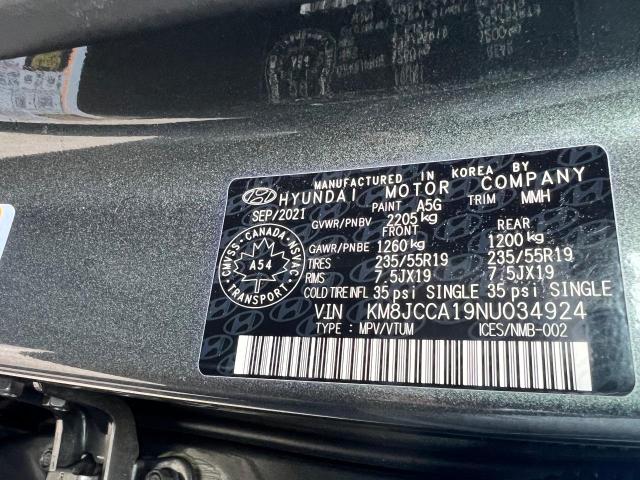 MANUFACTURED IN KOREA BY
HYUNDAI MOTOR COMPANY
SEP/2021 PAINT A5G TRIM MMH
GVWR/PNBV 2205 kg
FRONT REAR
GAWR/PNBE 1260 kg 1200 kg
TIRES 235/55R19 235/55R19
RIMS 7.5JX19 7.5JX19
COLD TIRE INFL 35 psi SINGLE 35 psi SINGLE
VIN KM8JCCA19NU034924
TYPE : MPV/VTUM ICES/NMB-002
CMVSS - CANADA - NSVAC
A54
TRANSPORT